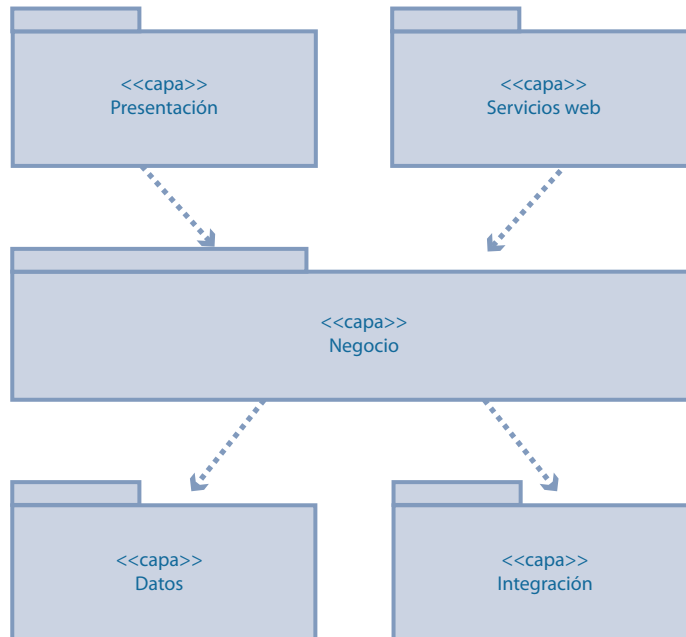 <<capa>>
Presentación
<<capa>>
Servicios web
<<capa>>
Negocio
<<capa>>
Datos
<<capa>>
Integración